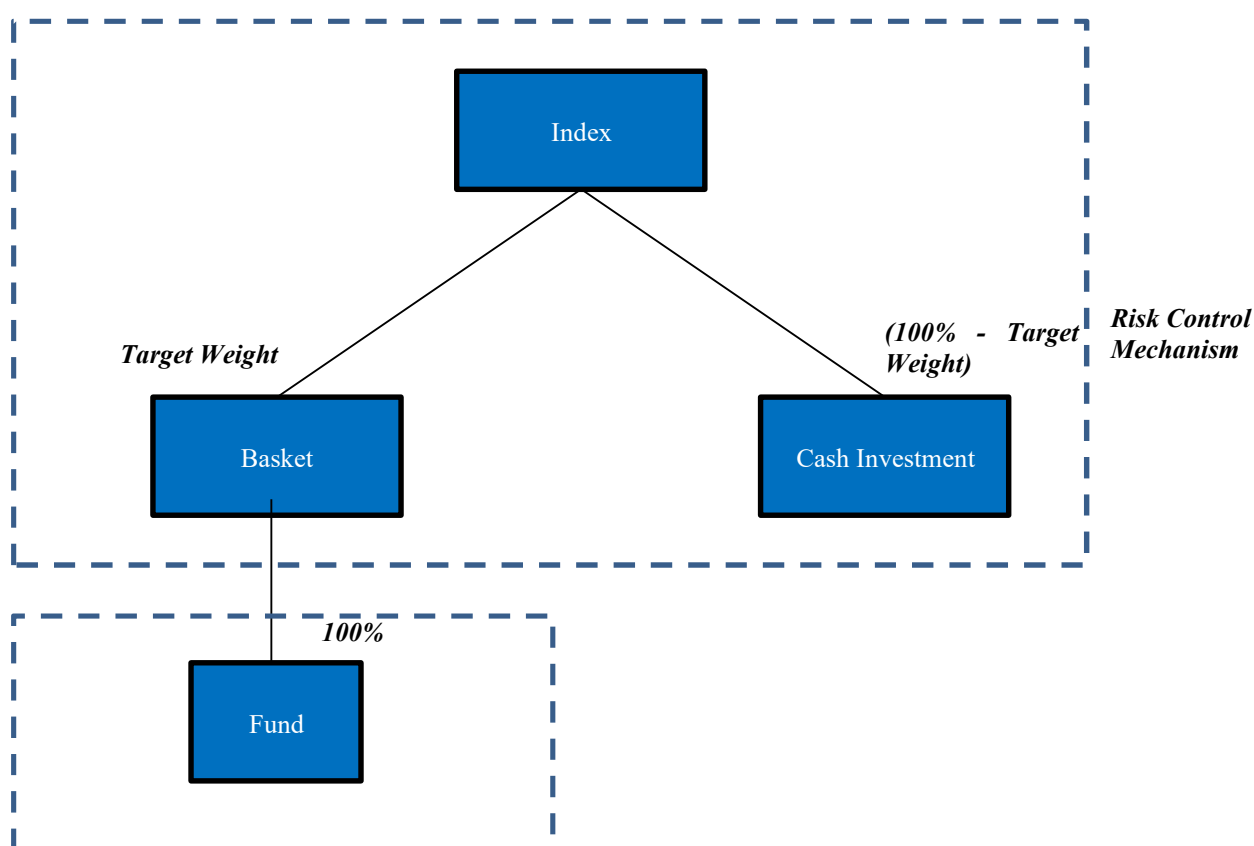 Index
Target Weight
(100% - Target
Weight)
Risk Control
Mechanism
Basket
Cash Investment
100%
Fund